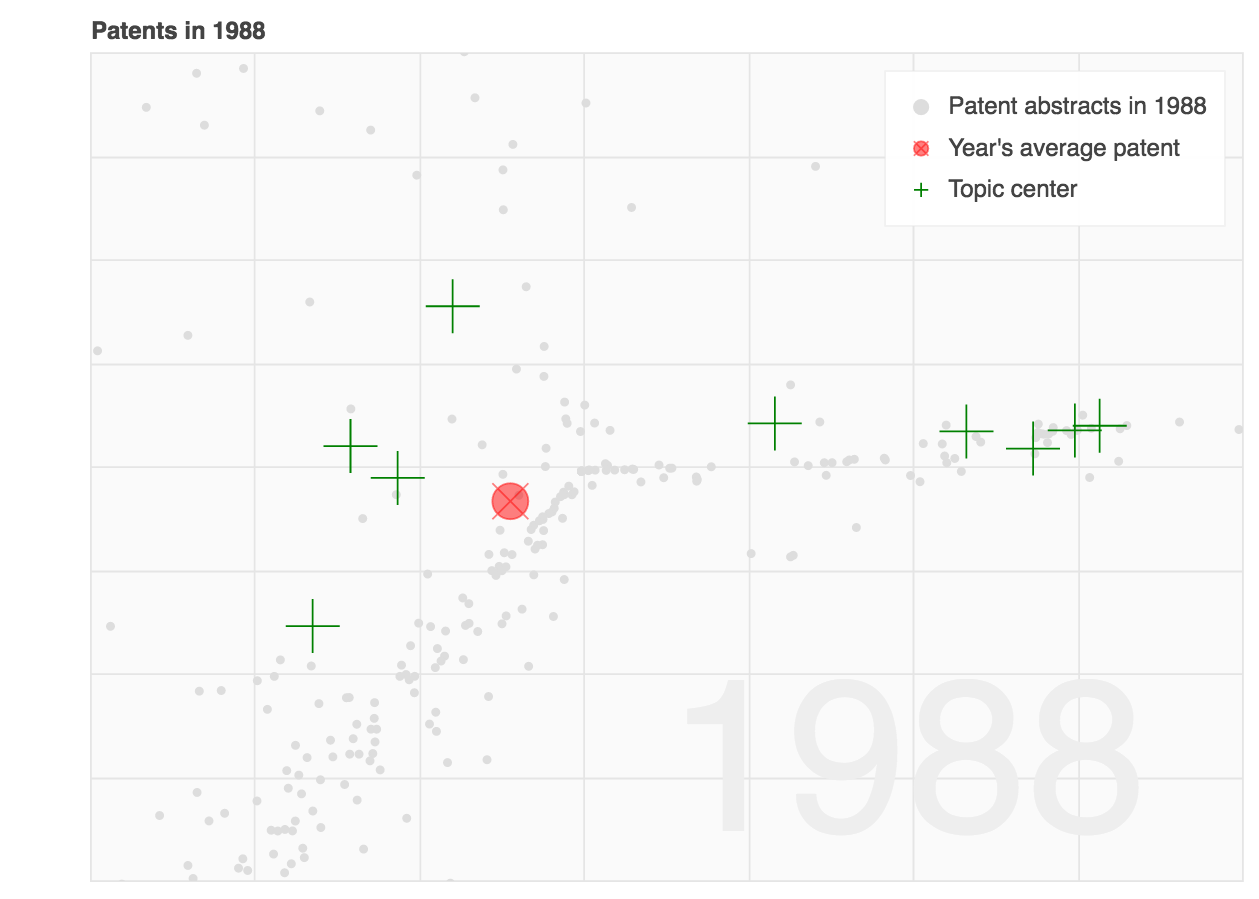 Patents in 1988
Patent abstracts in 1988
Year's average patent
Topic center
1988